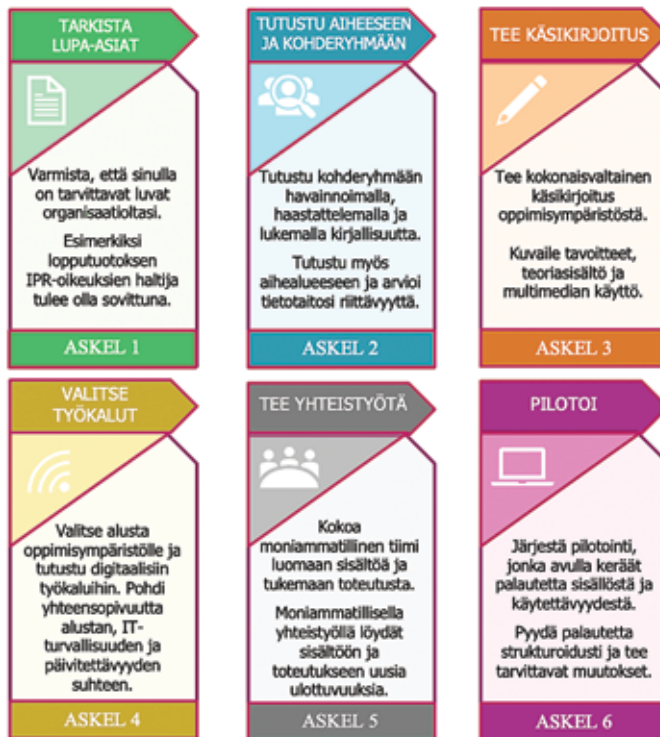 TARKISTA
LUPA-ASIAT
Varmista, että sinulla
on tarvittavat luvat
organisaatioltasi.
Esimerkiksi
lopputuotoksen
IPR-oikeuksien haltija
tulee olla sovittuna.
ASKEL 1
TUTUSTU AIHEESEEN
JA KOHDERYHMÄÄN
Tutustu kohderyhmään
havainnoimalla,
haastattelemalla ja
lukemalla kirjallisuutta.
Tutustu myös
aihealueeseen ja arvioi
tietotaitosi riittävyyttä.
ASKEL 2
TEE KÄSIKIRJOITUS
Tee kokonaisvaltainen
käsikirjoitus
oppimisympäristöstä.
Kuvaile tavoitteet,
teoriasisältö ja
multimedian käyttö.
ASKEL 3
VALITSE
TYÖKALUT
Valitse alusta
oppimisympäristölle ja
tutustu digitaalisiin
työkaluihin. Pohdi
yhteensopivuutta
alustan, IT-
turvallisuuden ja
päivitettävyyden
suhteen.
ASKEL 4
TEE YHTEISTYÖTÄ
Kokoa
moniammatillinen tiimi
luomaan sisältöä ja
tukemaan toteutusta.
Moniammatillisella
yhteistyöllä löydät
sisältöön ja
toteutukseen uusia
ulottuvuuksia.
ASKEL 5
PILOTOI
Järjestä pilotointi,
jonka avulla keräät
palautetta sisällöstä ja
käytettävyydestä.
Pyydä palautetta
strukturoidusti ja tee
tarvittavat muutokset.
ASKEL 6